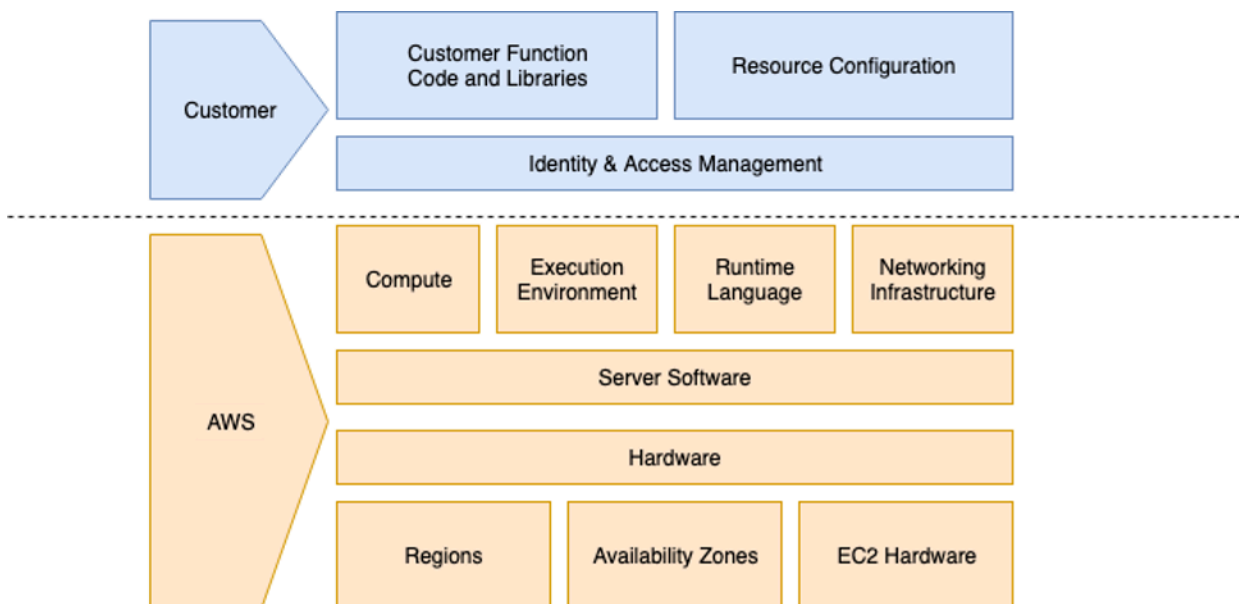 Customer
Customer Function
Code and Libraries
Resource Configuration
Identity & Access Management
AWS
Compute
Execution
Environment
Runtime
Language
Networking
Infrastructure
Server Software
Hardware
Regions
Availability Zones
EC2 Hardware